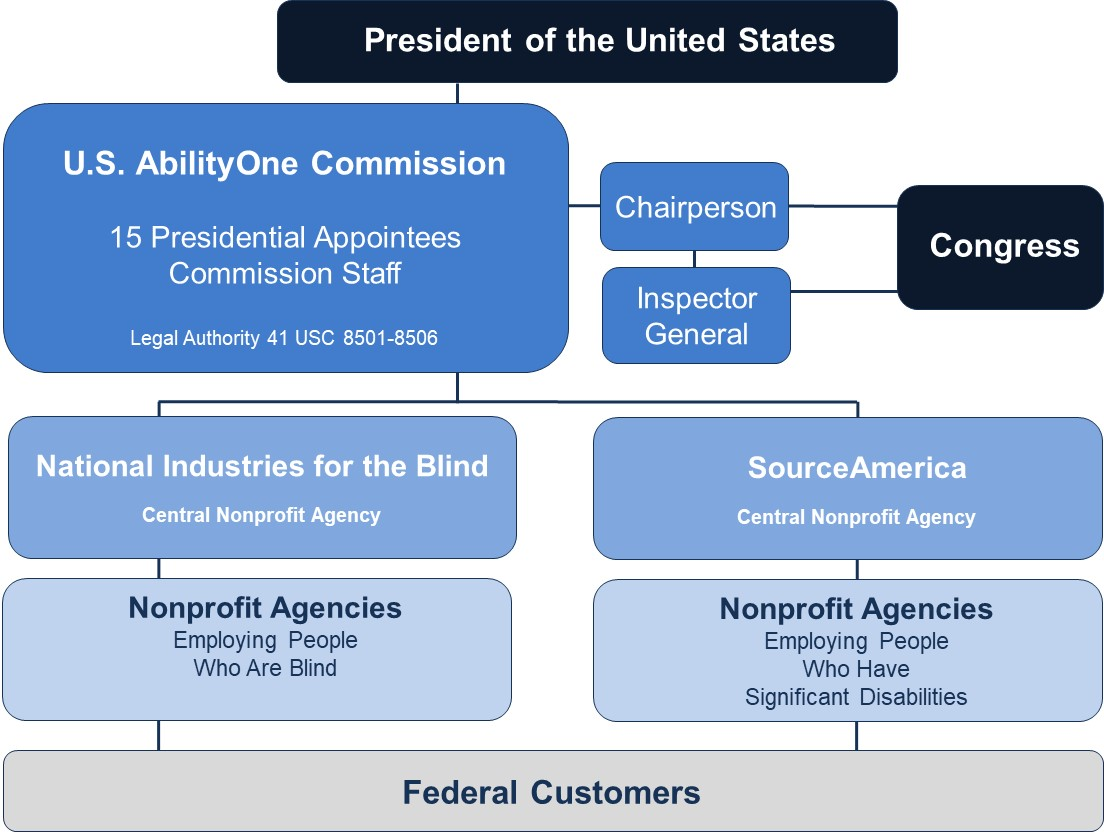 President of the United States
U.S. AbilityOne Commission
15 Presidential Appointees
Commission Staff
Legal Authority 41 USC 8501-8506
Chairperson
Inspector
General
Congress
National Industries for the Blind
Central Nonprofit Agency
SourceAmerica
Central Nonprofit Agency
Nonprofit Agencies
Employing People
Who Are Blind
Nonprofit Agencies
Employing People
Who Have
Significant Disabilities
Federal Customers